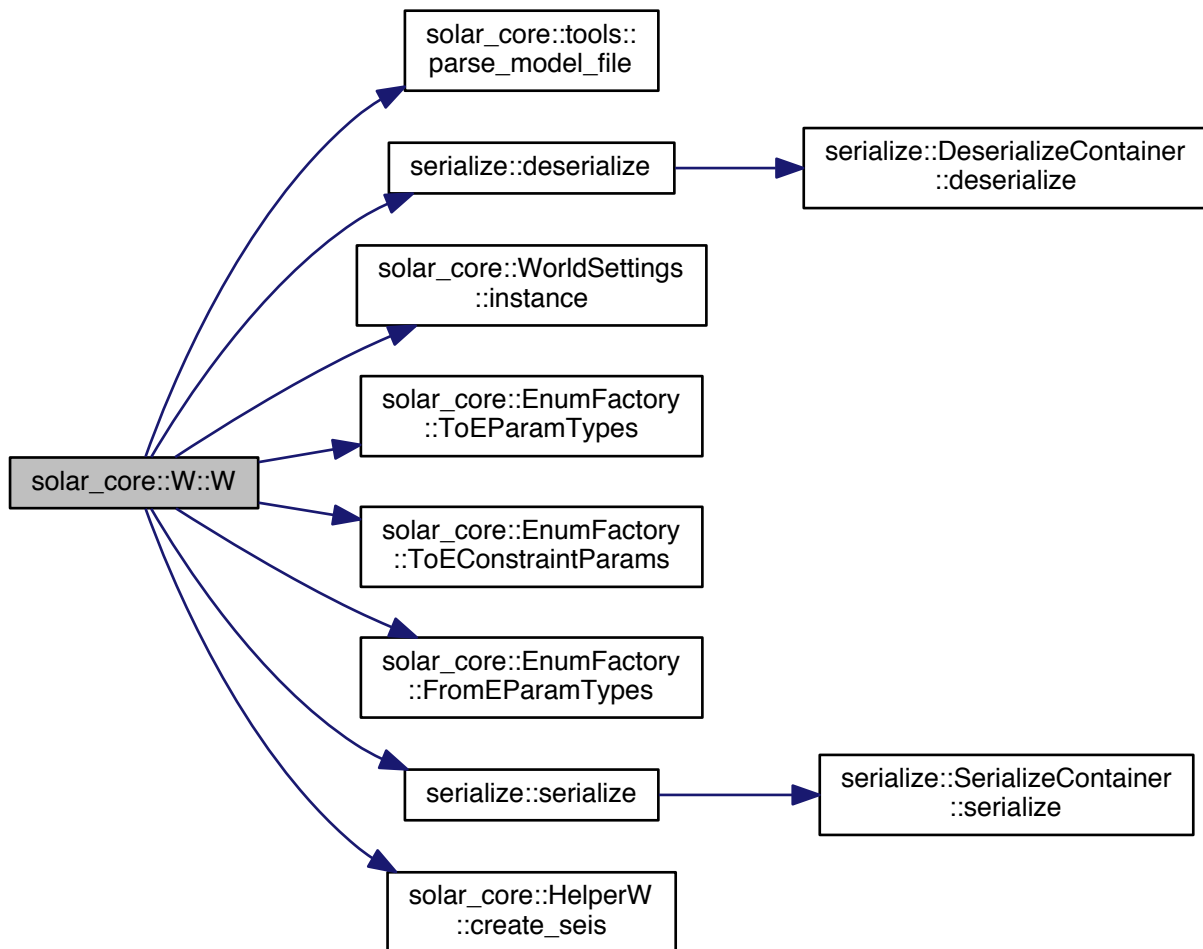 solar_core::tools::
parse_model_file
serialize::deserialize
serialize::DeserializeContainer
::deserialize
solar_core::WorldSettings
::instance
solar_core::EnumFactory
::ToEParamTypes
solar_core::W::W
solar_core::EnumFactory
::ToEConstraintParams
solar_core::EnumFactory
::FromEParamTypes
serialize::serialize
serialize::SerializeContainer
::serialize
solar_core::HelperW
::create_seis